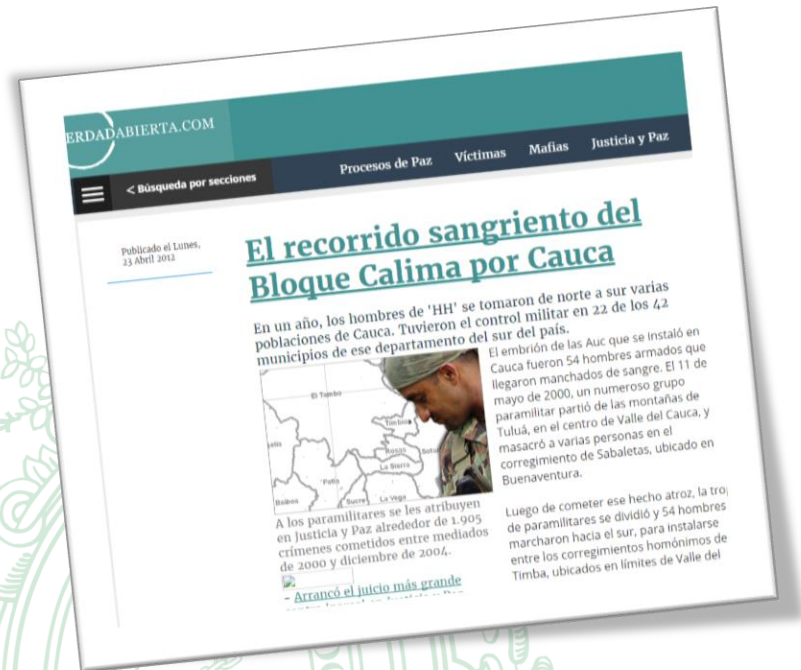 ERDADABIERTA.COM
< Búsqueda por secciones
Procesos de Paz Víctimas Mafias Justicia y Paz
Publicado el Lunes,
23 Abril 2012
El recorrido sangriento del
Bloque Calima por Cauca
En un año, los hombres de 'HH' se tomaron de norte a sur varias
poblaciones de Cauca. Tuvieron el control militar en 22 de los 42
municipios de ese departamento del sur del país.
El Tambo
Timbio
Rosas
La Sierra
Patia
Sucre
La Vega
Balboa
A los paramilitares se les atribuyen
en Justicia y Paz alrededor de 1.905
crímenes cometidos entre mediados
de 2000 y diciembre de 2004.
- Arrancó el juicio más grande
El embrión de las Auc que se instaló en
Cauca fueron 54 hombres armados que
llegaron manchados de sangre. El 11 de
mayo de 2000, un numeroso grupo
paramilitar partió de las montañas de
Tuluá, en el centro de Valle del Cauca, y
masacró a varias personas en el
corregimiento de Sabaletas, ubicado en
Buenaventura.
Luego de cometer ese hecho atroz, la tro
de paramilitares se dividió y 54 hombres
marcharon hacia el sur, para instalarse
entre los corregimientos homónimos de
Timba, ubicados en límites de Valle del